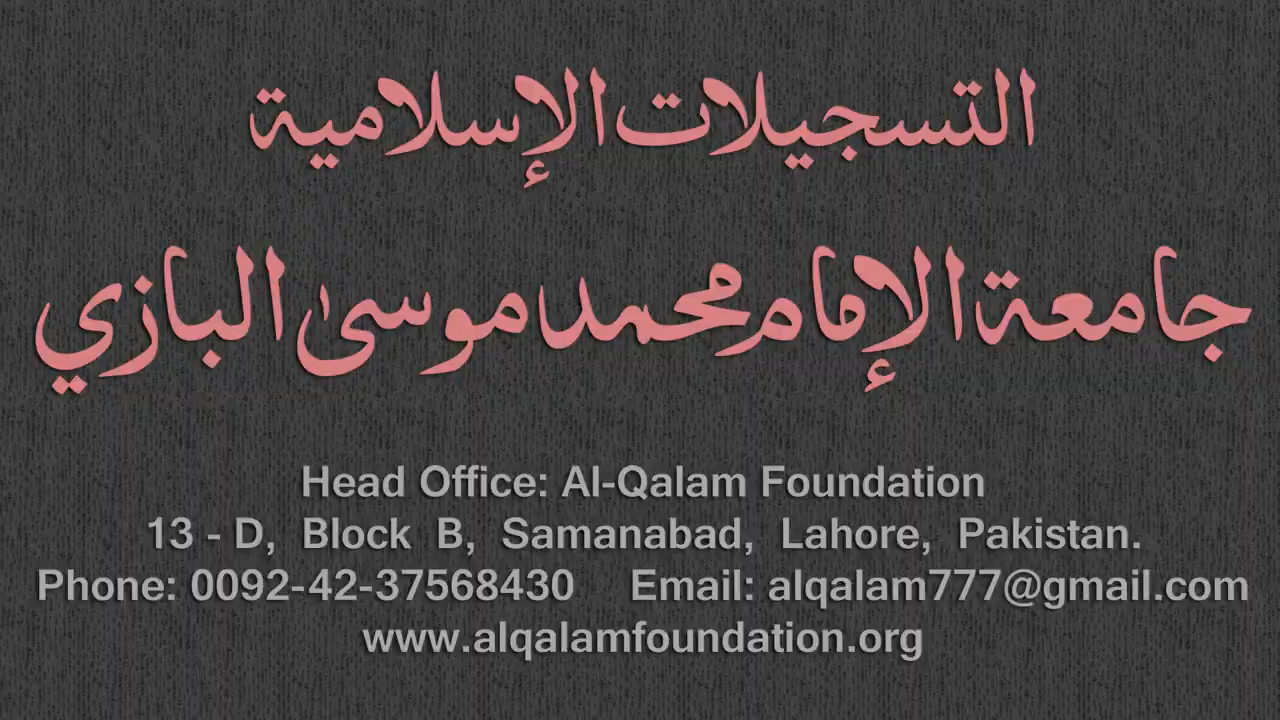 التسجيلات الإسلامية
جامعة الإمام محمد موسىٰ البازي
Head Office: Al-Qalam Foundation
13 - D, Block B, Samanabad, Lahore, Pakistan.
Phone: 0092-42-37568430 Email: alqalam777@gmail.com
www.alqalamfoundation.org